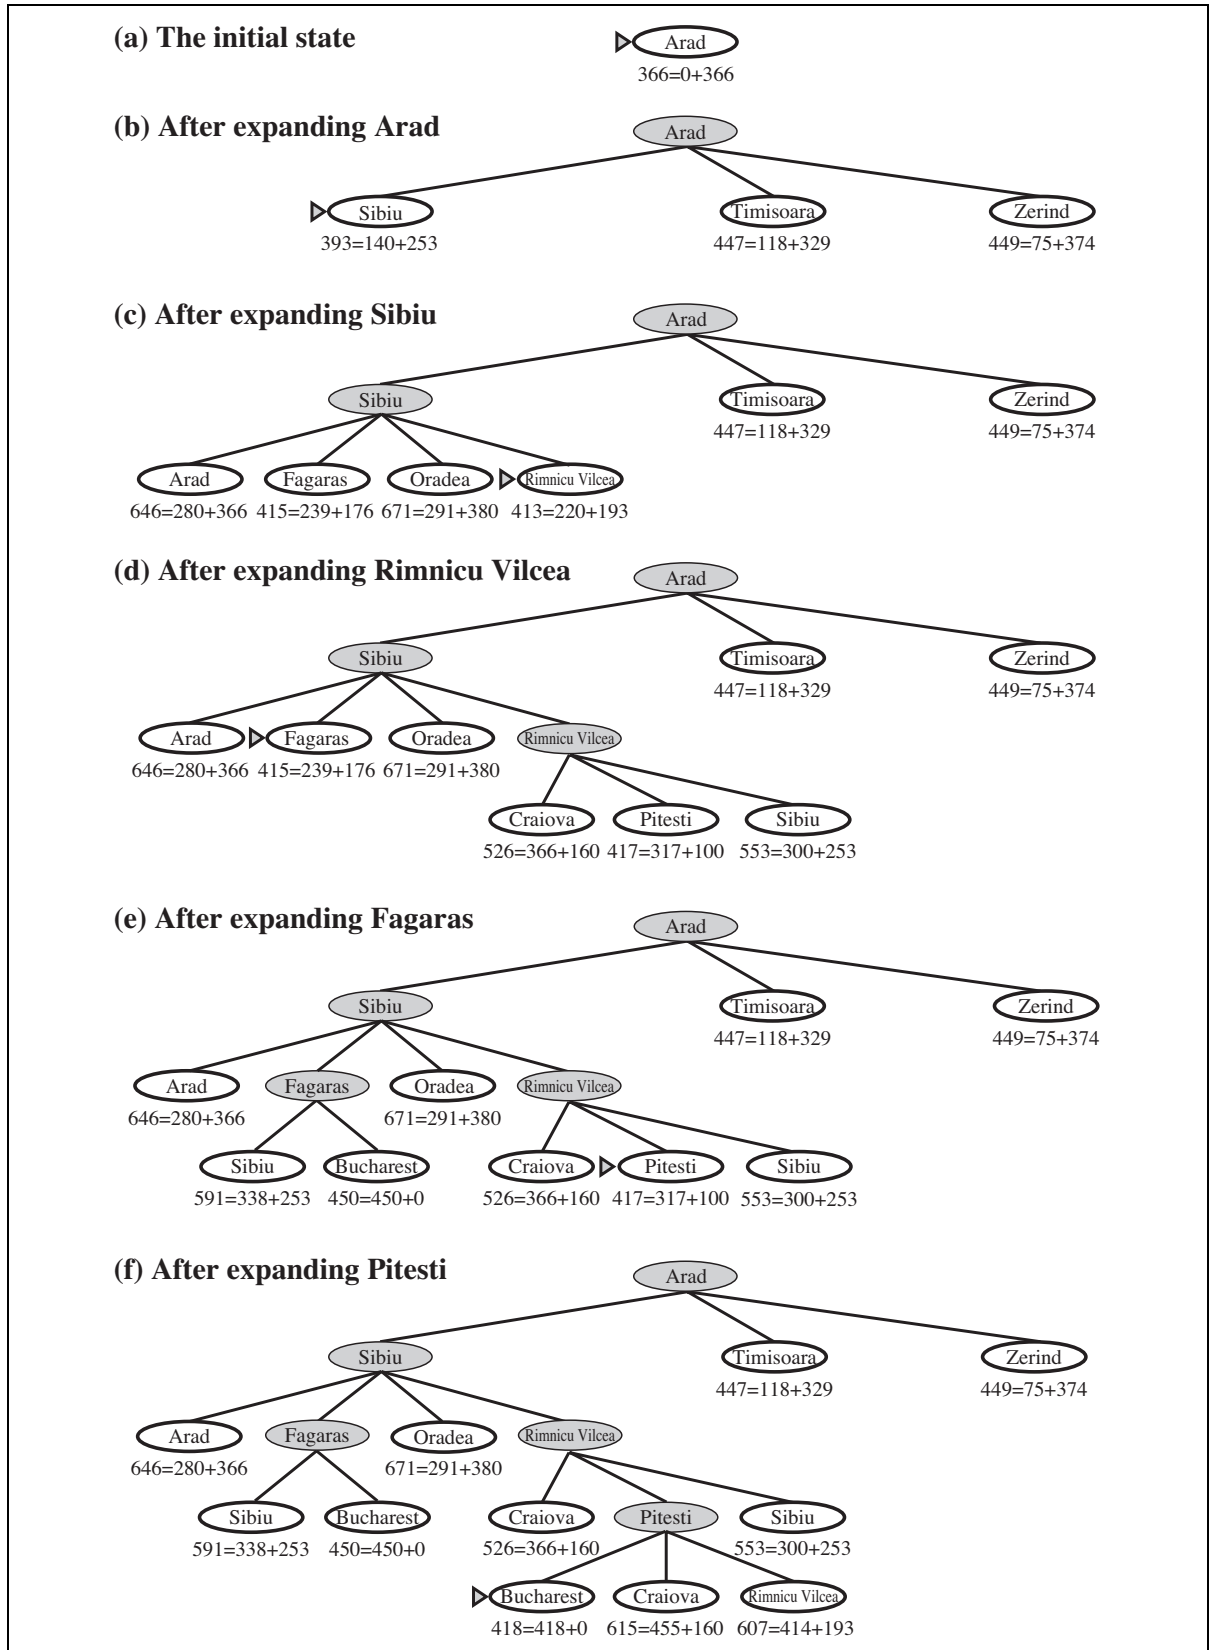 (a) The initial state
Arad
366=0+366
(b) After expanding Arad
Arad
Sibiu Timisoara Zerind
393=140+253 447=118+329 449=75+374
(c) After expanding Sibiu
Arad
Sibiu Timisoara Zerind
447=118+329 449=75+374
Arad Fagaras Oradea Rimnicu Vilcea
646=280+366 415=239+176 671=291+380 413=220+193
(d) After expanding Rimnicu Vilcea
Arad
Sibiu Timisoara Zerind
447=118+329 449=75+374
Arad Fagaras Oradea Rimnicu Vilcea
646=280+366 415=239+176 671=291+380
Craiova Pitesti Sibiu
526=366+160 417=317+100 553=300+253
(e) After expanding Fagaras
Arad
Sibiu Timisoara Zerind
447=118+329 449=75+374
Arad Fagaras Oradea Rimnicu Vilcea
646=280+366 671=291+380
Sibiu Bucharest Craiova Pitesti Sibiu
591=338+253 450=450+0 526=366+160 417=317+100 553=300+253
(f) After expanding Pitesti
Arad
Sibiu Timisoara Zerind
447=118+329 449=75+374
Arad Fagaras Oradea Rimnicu Vilcea
646=280+366 671=291+380
Sibiu Bucharest Craiova Pitesti Sibiu
591=338+253 450=450+0 526=366+160 553=300+253
Bucharest Craiova Rimnicu Vilcea
418=418+0 615=455+160 607=414+193